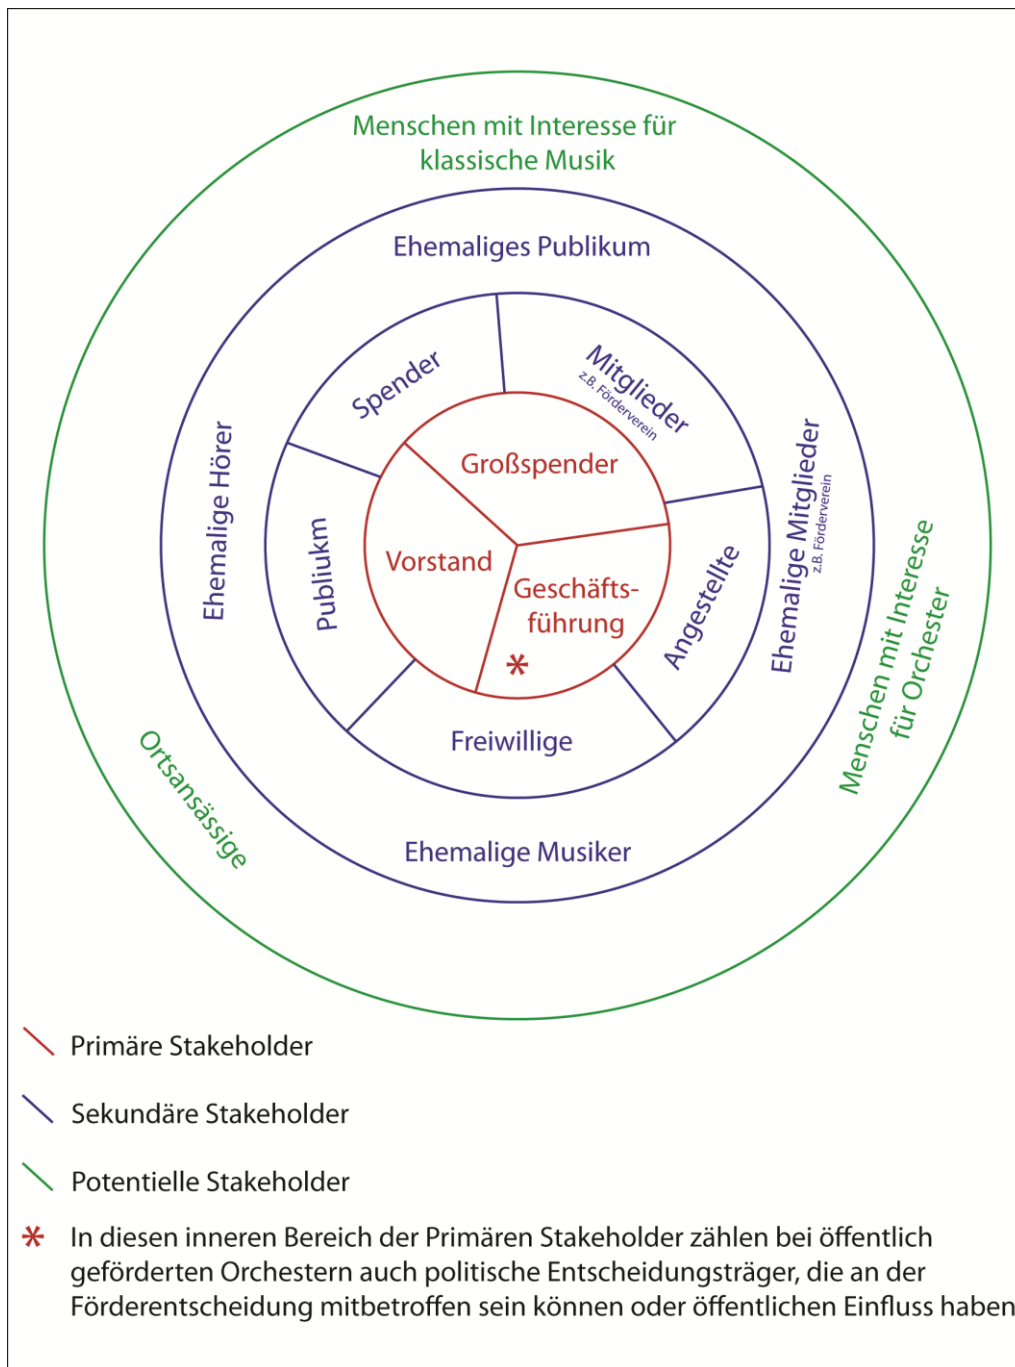 Menschen mit Interesse für
klassische Musik
Ehemaliges Publikum
Spender
Mitglieder
z.B. Förderverein
Großspender
Ehemalige Hörer
Ehemalige Mitglieder
z.B. Förderverein
Publiukm
Vorstand
Geschäfts-
führung
*
Angestellte
Menschen mit Interesse
für Orchester
Freiwillige
Ortsansässige
Ehemalige Musiker
Primäre Stakeholder
Sekundäre Stakeholder
Potentielle Stakeholder
* In diesen inneren Bereich der Primären Stakeholder zählen bei öffentlich
geförderten Orchestern auch politische Entscheidungsträger, die an der
Förderentscheidung mitbetroffen sein können oder öffentlichen Einfluss haben